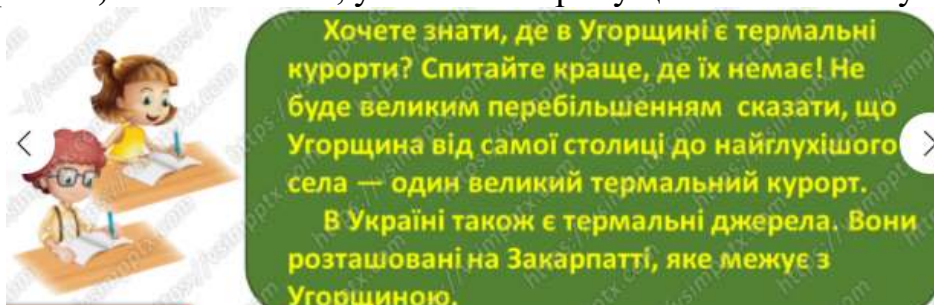 Хочете знати, де в Угорщині є термальні
курорти? Спитайте краще, де їх немає! Не
буде великим перебільшенням сказати, що
Угорщина від самої столиці до найглухішого
села — один великий термальний курорт.
В Україні також є термальні джерела. Вони
розташовані на Закарпатті, яке межує з
Угорщиною.